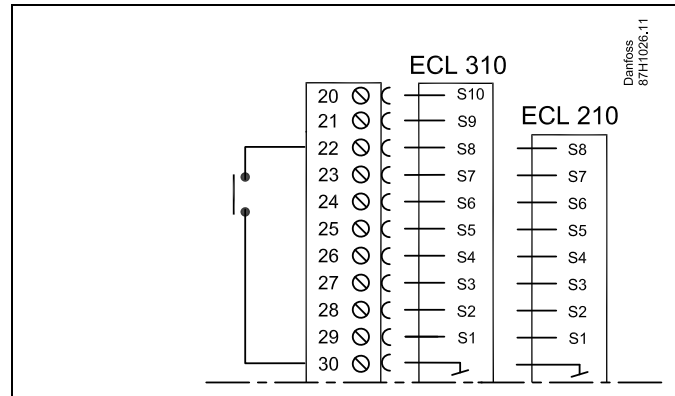 Danfoss
87H1026.11
ECL 310
ECL 210
20 S10
21 S9
22 S8 S8
23 S7 S7
24 S6 S6
25 S5 S5
26 S4 S4
27 S3 S3
28 S2 S2
29 S1 S1
30